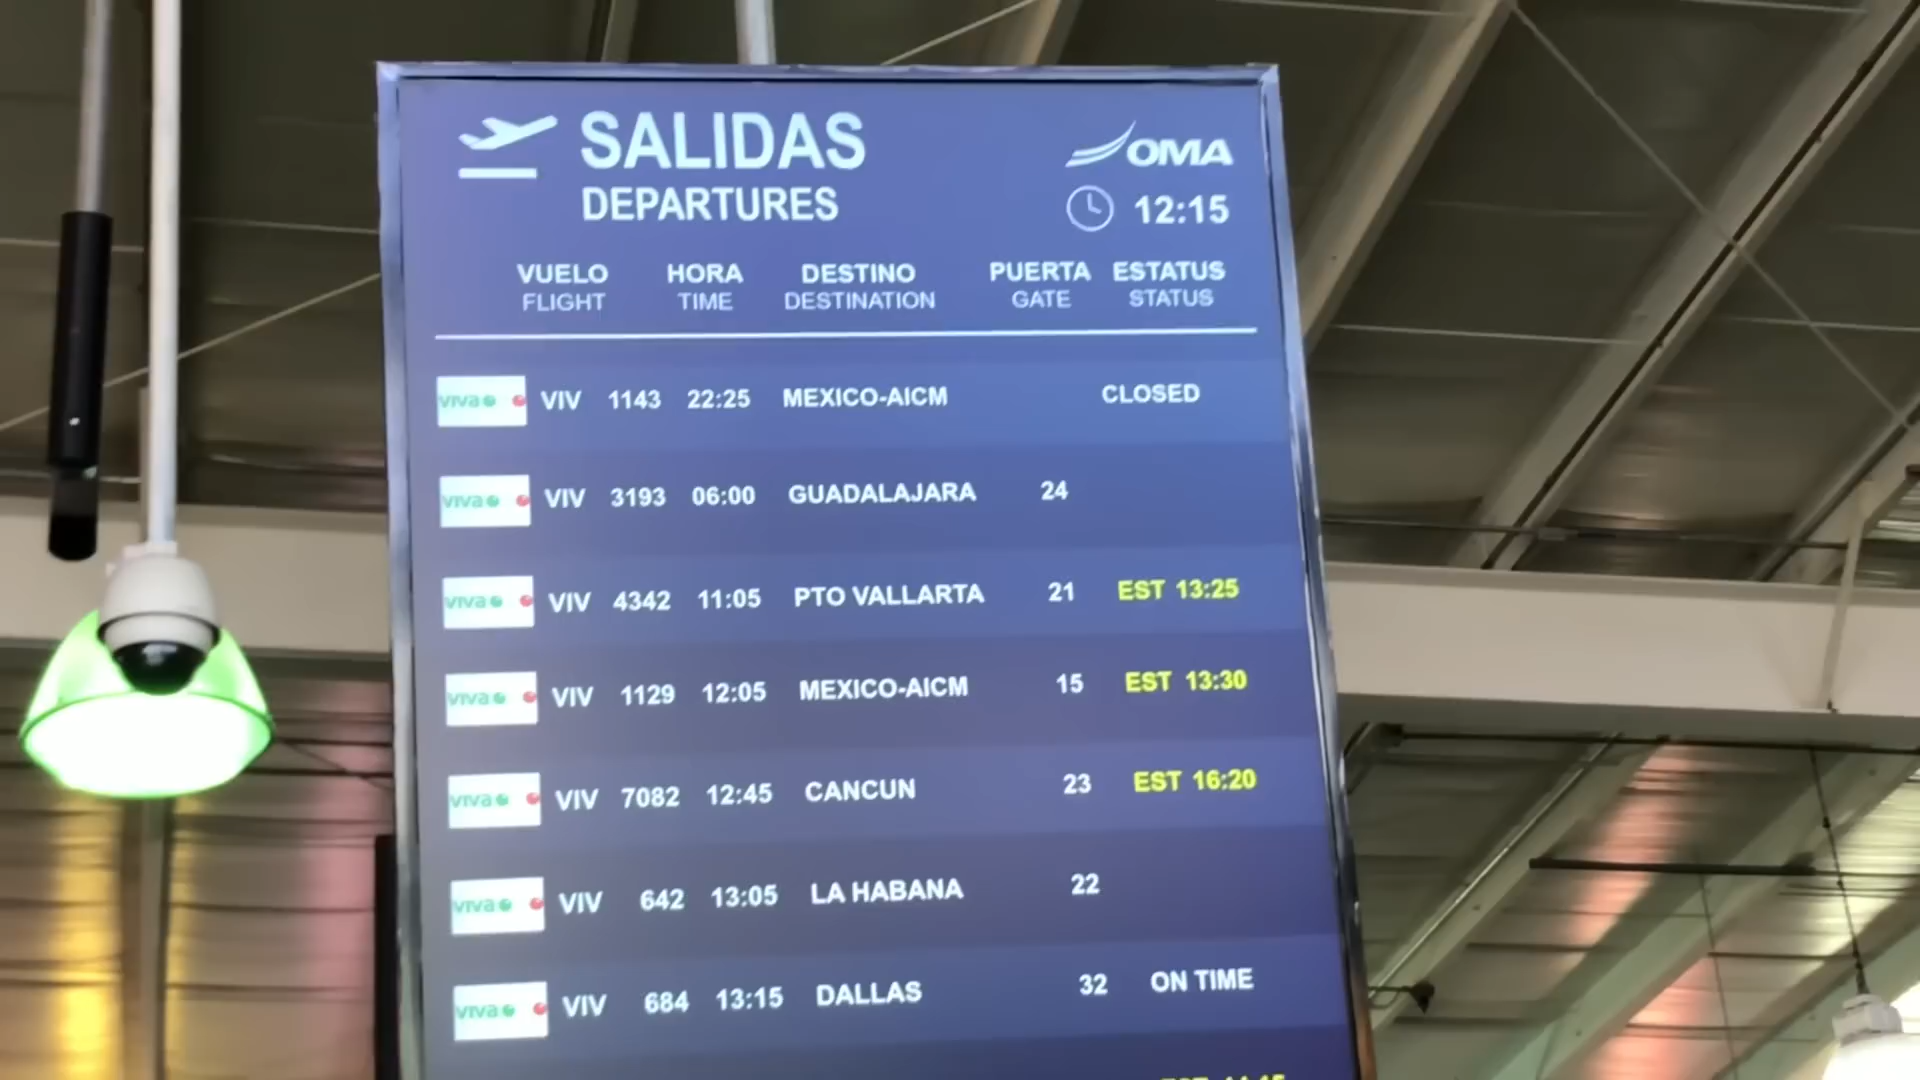 SALIDAS
DEPARTURES
OMA
12:15
VUELO HORA DESTINO PUERTA ESTATUS
FLIGHT TIME DESTINATION GATE STATUS
viva VIV 1143 22:25 MEXICO-AICM CLOSED
viva VIV 3193 06:00 GUADALAJARA 24
viva VIV 4342 11:05 PTO VALLARTA 21 EST 13:25
viva VIV 1129 12:05 MEXICO-AICM 15 EST 13:30
viva VIV 7082 12:45 CANCUN 23 EST 16:20
viva VIV 642 13:05 LA HABANA 22
viva VIV 684 13:15 DALLAS 32 ON TIME